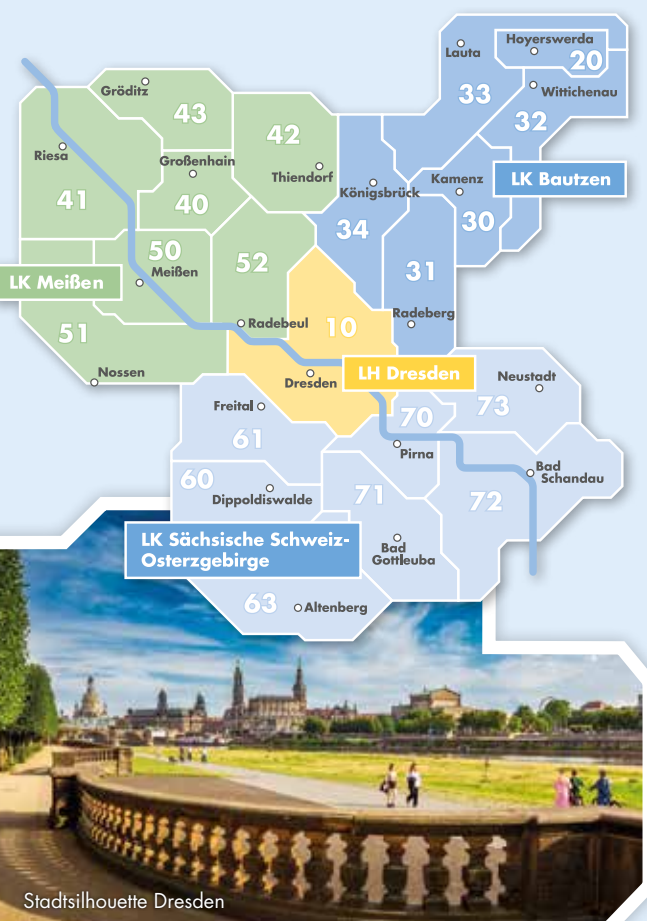 Hoyerswerda
Lauta
20
Gröditz
33
Wittichenau
43
32
42
Riesa
Großenhain
Thiendorf
Königsbrück
Kamenz
LK Bautzen
41
40
34
30
50
52
31
Meißen
LK Meißen
51
Radebeul
10
Radeberg
Nossen
Dresden
LH Dresden
Neustadt
Freital
70
73
61
Pirna
60
Bad
Schandau
Dippoldiswalde
71
72
LK Sächsische Schweiz-
Osterzgebirge
Bad
Gottleuba
63
Altenberg
Stadtsilhouette Dresden